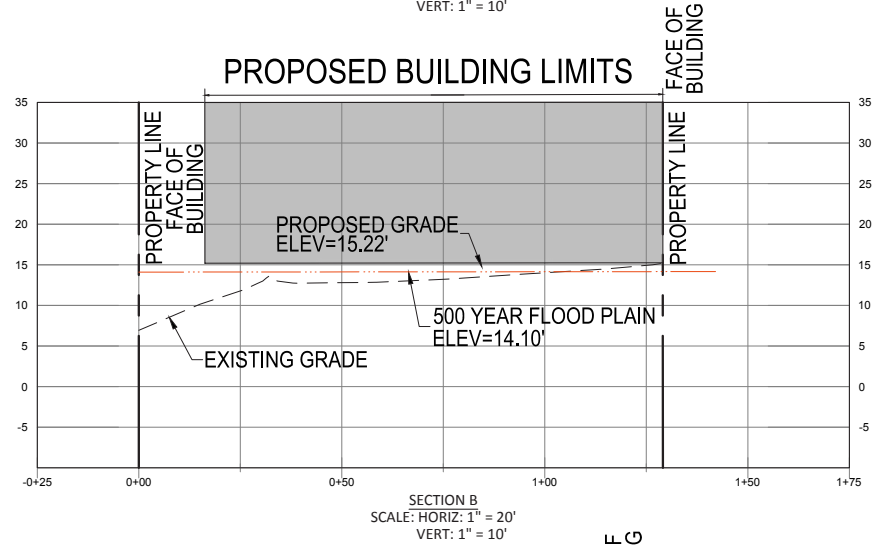 VERT: 1" = 10'
PROPOSED BUILDING LIMITS
FACE OF
BUILDING
35
35
PROPERTY LINE
FACE OF
BUILDING
PROPERTY LINE
30
30
25
25
20
20
PROPOSED GRADE
ELEV=15.22'
15
15
10
10
500 YEAR FLOOD PLAIN
ELEV=14.10'
EXISTING GRADE
5
5
0
0
-5
-5
-0+25
0+00
0+50
1+00
1+50
1+75
SECTION B
SCALE: HORIZ: 1" = 20'
VERT: 1" = 10'
F
G